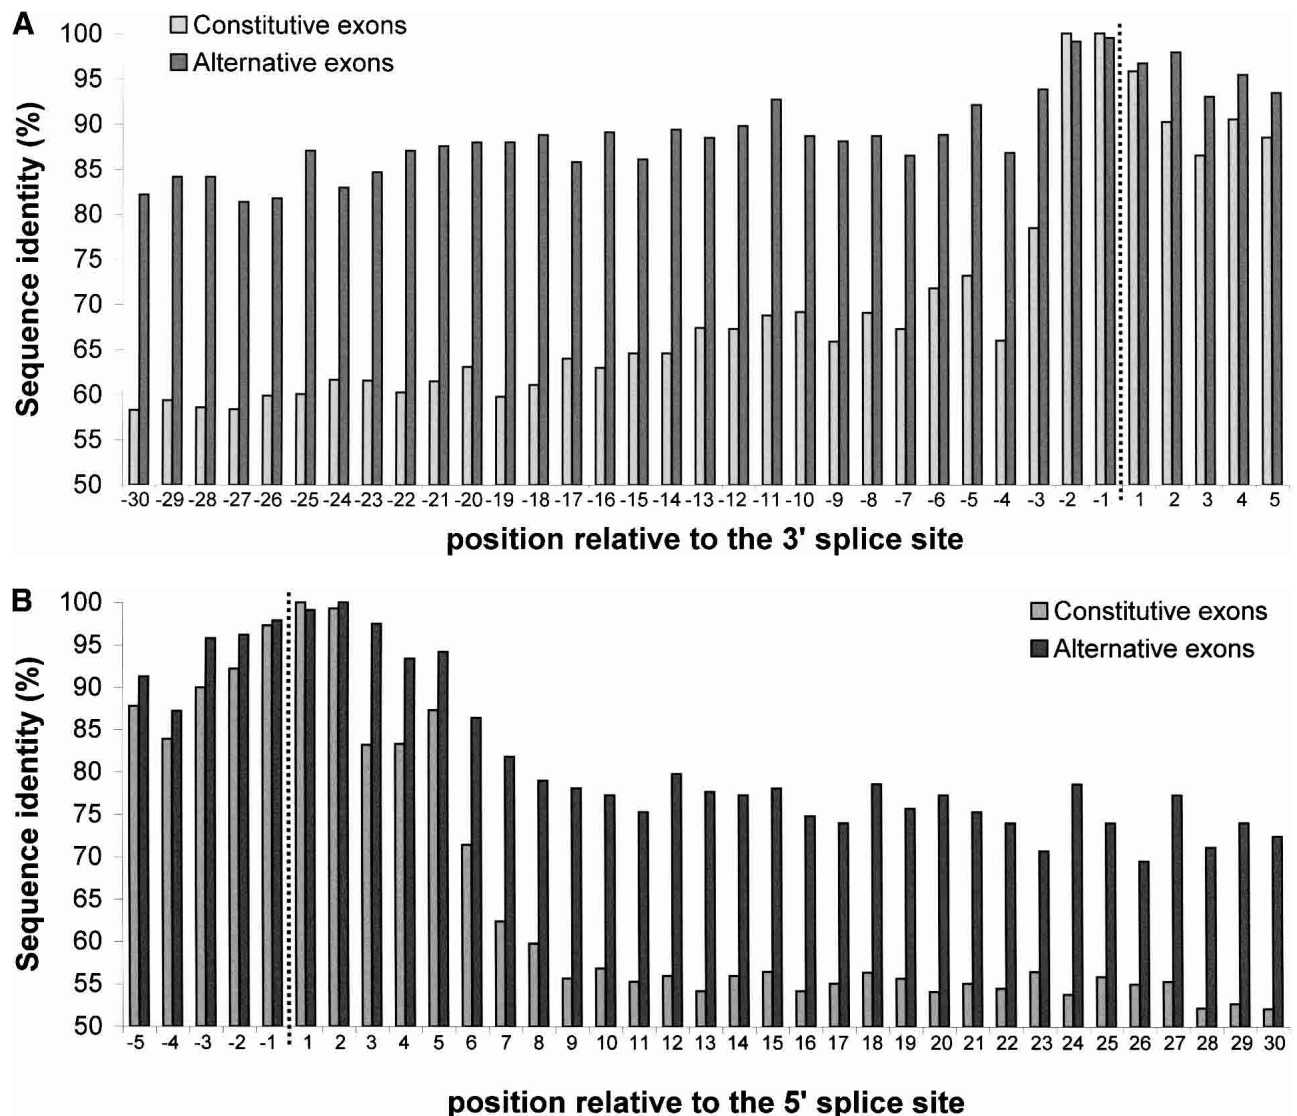 A
Constitutive exons
Alternative exons
Sequence identity (%)
100
95
90
85
80
75
70
65
60
55
50
-30 -29 -28 -27 -26 -25 -24 -23 -22 -21 -20 -19 -18 -17 -16 -15 -14 -13 -12 -11 -10 -9 -8 -7 -6 -5 -4 -3 -2 -1 1 2 3 4 5
position relative to the 3' splice site
B
Constitutive exons
Alternative exons
Sequence identity (%)
100
95
90
85
80
75
70
65
60
55
50
-5 -4 -3 -2 -1 1 2 3 4 5 6 7 8 9 10 11 12 13 14 15 16 17 18 19 20 21 22 23 24 25 26 27 28 29 30
position relative to the 5' splice site